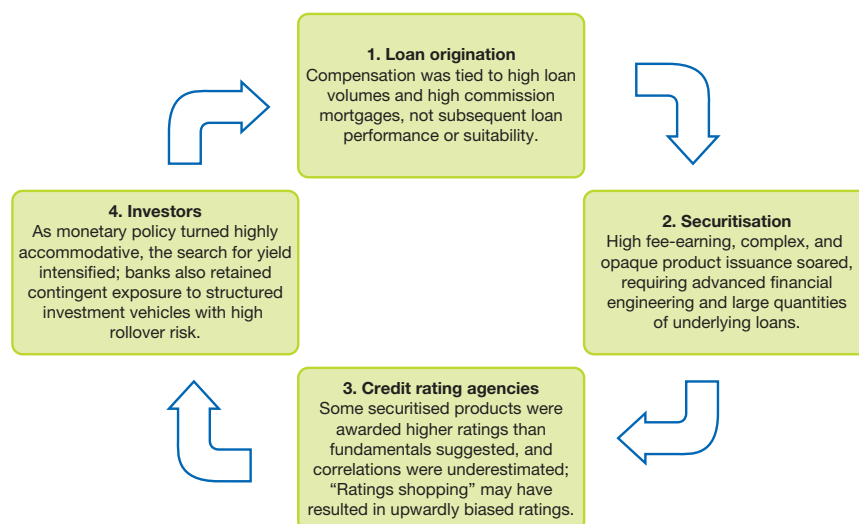 1. Loan origination
Compensation was tied to high loan
volumes and high commission
mortgages, not subsequent loan
performance or suitability.
2. Securitisation
High fee-earning, complex, and
opaque product issuance soared,
requiring advanced financial
engineering and large quantities
of underlying loans.
3. Credit rating agencies
Some securitised products were
awarded higher ratings than
fundamentals suggested, and
correlations were underestimated;
“Ratings shopping” may have
resulted in upwardly biased ratings.
4. Investors
As monetary policy turned highly
accommodative, the search for yield
intensified; banks also retained
contingent exposure to structured
investment vehicles with high
rollover risk.